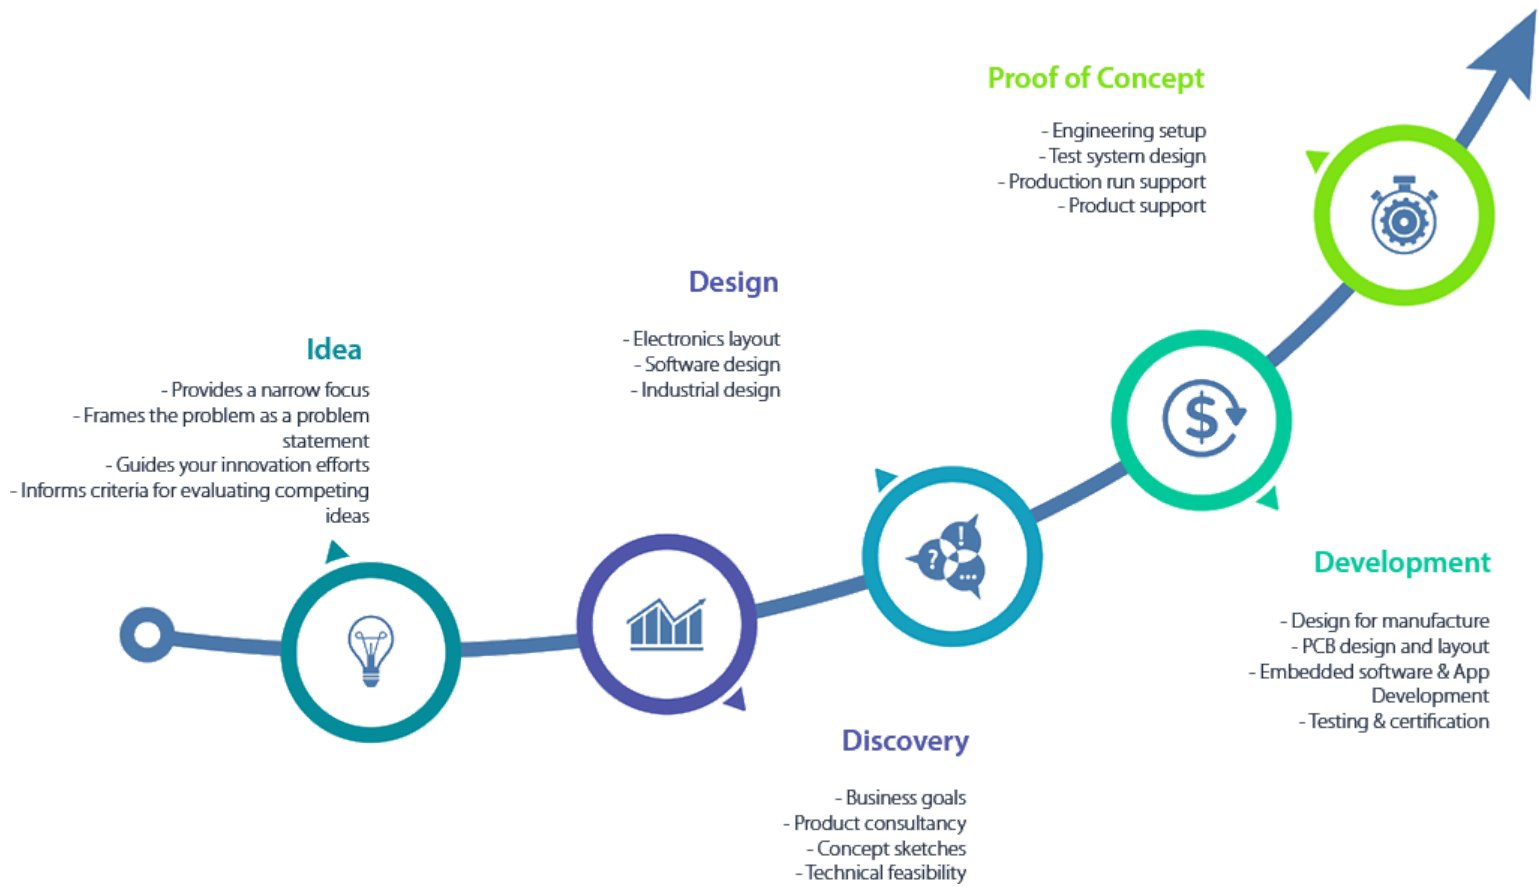 Proof of Concept
- Engineering setup
- Test system design
- Production run support
- Product support
Design
- Electronics layout
- Software design
- Industrial design
Idea
- Provides a narrow focus
- Frames the problem as a problem
statement
- Guides your innovation efforts
- Informs criteria for evaluating competing
ideas
$
!
?
...
Development
- Design for manufacture
- PCB design and layout
- Embedded software & App
Development
- Testing & certification
Discovery
- Business goals
- Product consultancy
- Concept sketches
- Technical feasibility